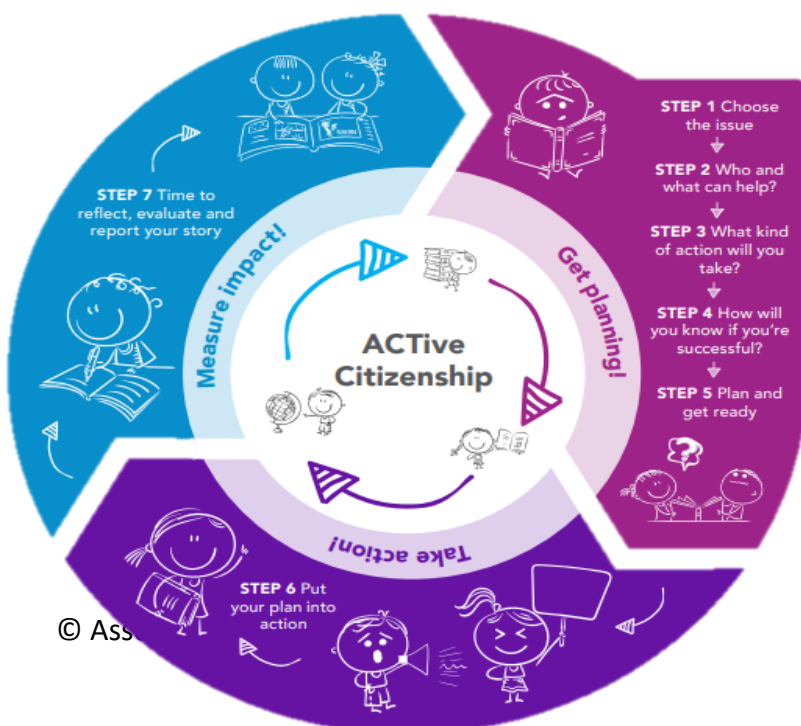 STEP 1 Choose
the issue
STEP 2 Who and
what can help?
STEP 3 What kind
of action will you
take?
STEP 4 How will
you know if you're
successful?
STEP 5 Plan and
get ready
Get planning!
STEP 6 Put
your plan into
action
Take action!
STEP 7 Time to
reflect, evaluate and
report your story
Measure impact!
ACTive
Citizenship
?
©